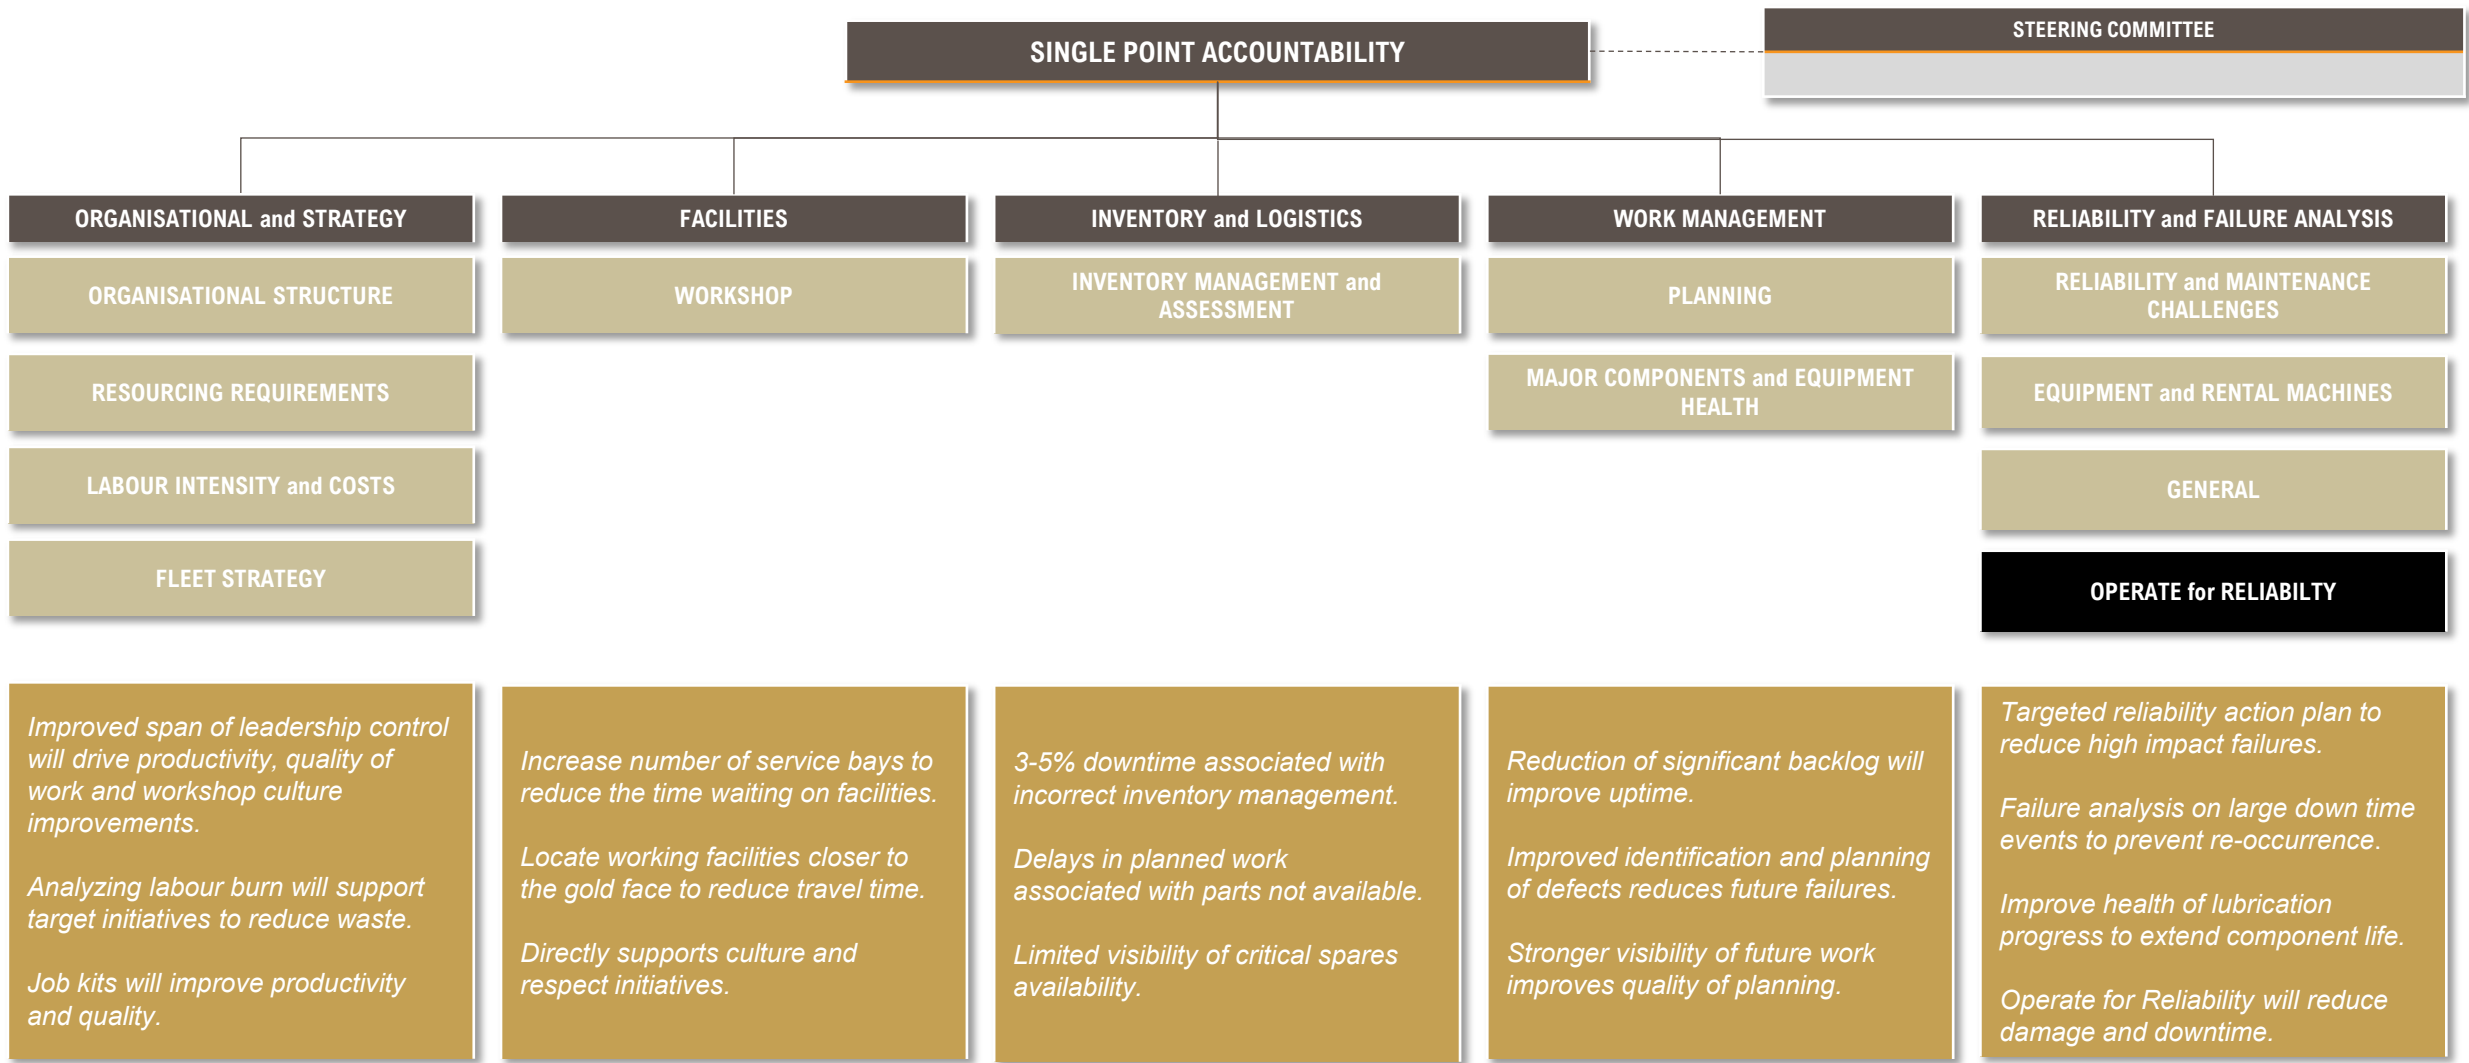 SINGLE POINT ACCOUNTABILITY
STEERING COMMITTEE
ORGANISATIONAL and STRATEGY
FACILITIES
INVENTORY and LOGISTICS
WORK MANAGEMENT
RELIABILITY and FAILURE ANALYSIS
ORGANISATIONAL STRUCTURE
WORKSHOP
INVENTORY MANAGEMENT and
ASSESSMENT
PLANNING
RELIABILITY and MAINTENANCE
CHALLENGES
RESOURCING REQUIREMENTS
MAJOR COMPONENTS and EQUIPMENT
HEALTH
EQUIPMENT and RENTAL MACHINES
LABOUR INTENSITY and COSTS
GENERAL
FLEET STRATEGY
OPERATE for RELIABILTY
Improved span of leadership control
will drive productivity, quality of
work and workshop culture
improvements.
Analyzing labour burn will support
target initiatives to reduce waste.
Job kits will improve productivity
and quality.
Increase number of service bays to
reduce the time waiting on facilities.
Locate working facilities closer to
the gold face to reduce travel time.
Directly supports culture and
respect initiatives.
3-5% downtime associated with
incorrect inventory management.
Delays in planned work
associated with parts not available.
Limited visibility of critical spares
availability.
Reduction of significant backlog will
improve uptime.
Improved identification and planning
of defects reduces future failures.
Stronger visibility of future work
improves quality of planning.
Targeted reliability action plan to
reduce high impact failures.
Failure analysis on large down time
events to prevent re-occurrence.
Improve health of lubrication
progress to extend component life.
Operate for Reliability will reduce
damage and downtime.